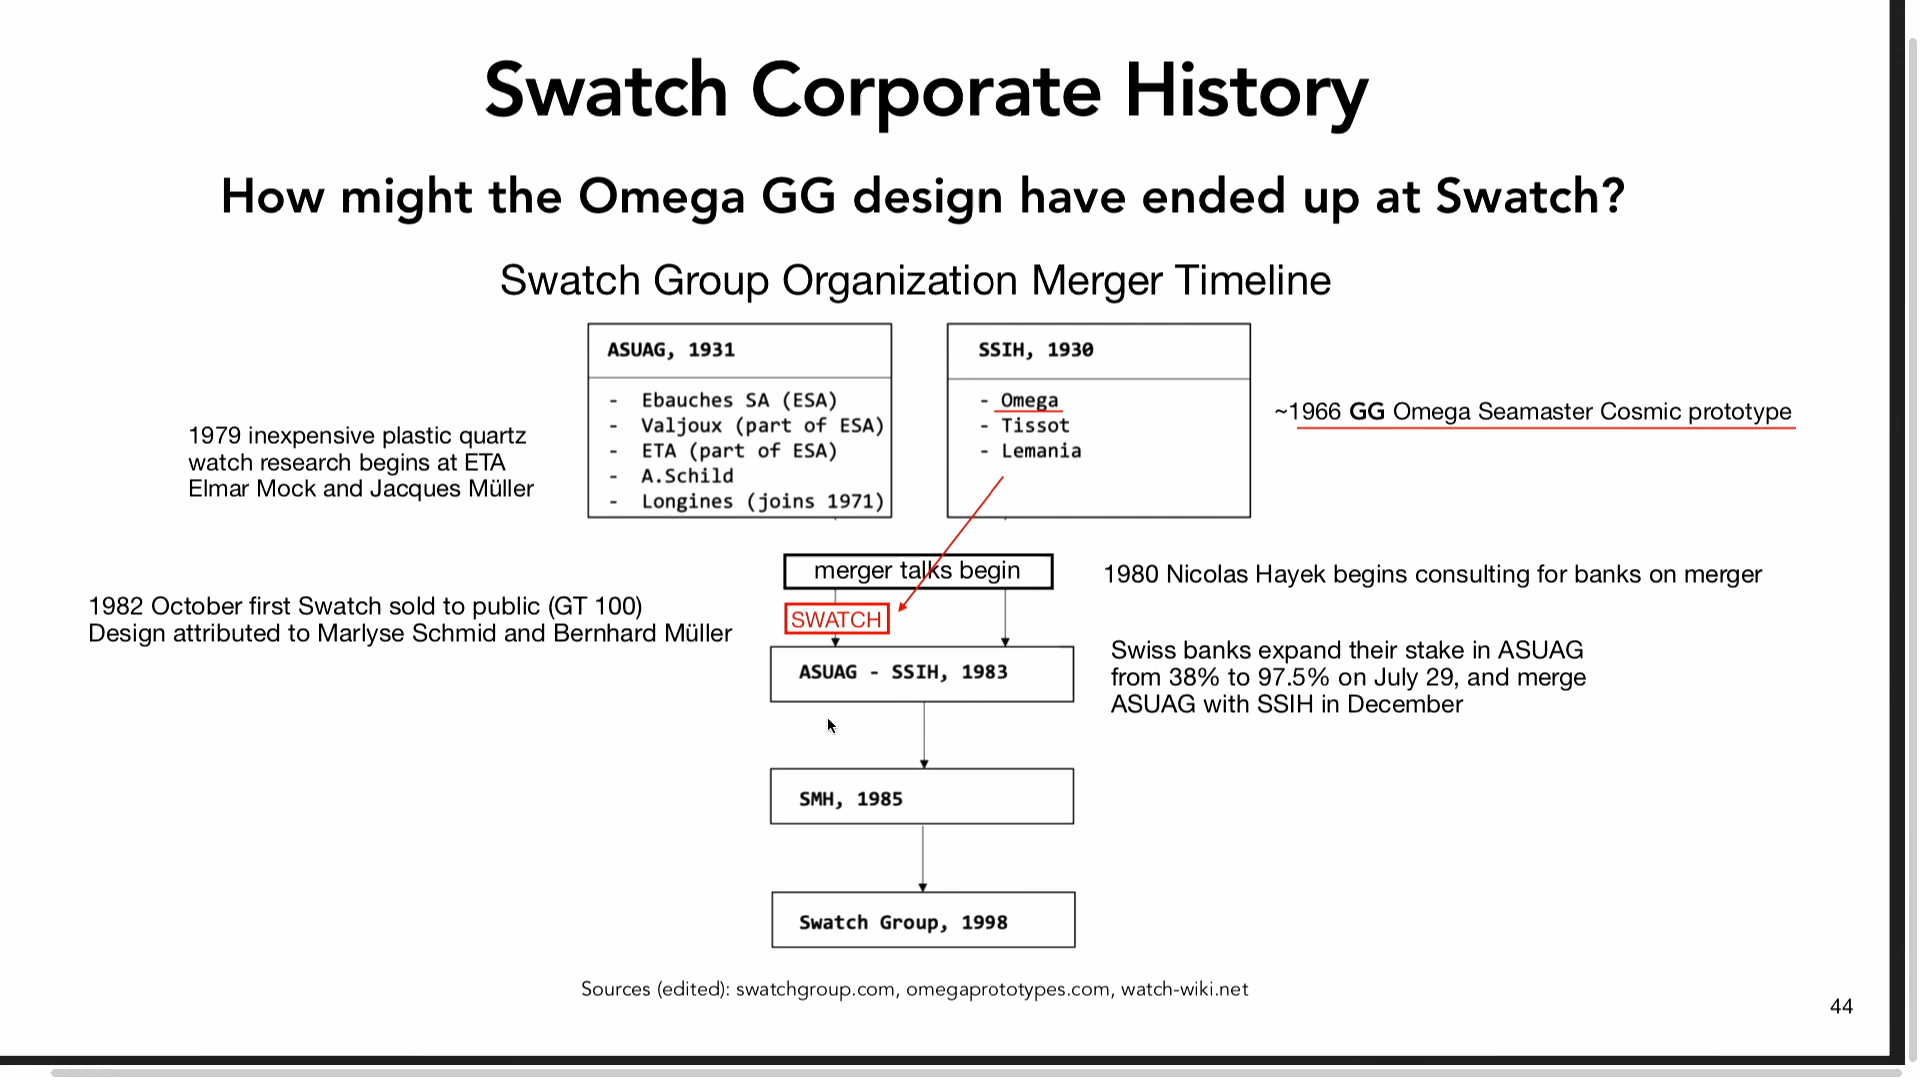 Swatch Corporate History
How might the Omega GG design have ended up at Swatch?
Swatch Group Organization Merger Timeline
ASUAG, 1931
- Ebauches SA (ESA)
- Valjoux (part of ESA)
- ETA (part of ESA)
- A.Schild
- Longines (joins 1971)
SSIH, 1930
- Omega
- Tissot
- Lemania
~1966 GG Omega Seamaster Cosmic prototype
1979 inexpensive plastic quartz
watch research begins at ETA
Elmar Mock and Jacques Müller
merger talks begin
1980 Nicolas Hayek begins consulting for banks on merger
1982 October first Swatch sold to public (GT 100)
Design attributed to Marlyse Schmid and Bernhard Müller
SWATCH
ASUAG - SSIH, 1983
Swiss banks expand their stake in ASUAG
from 38% to 97.5% on July 29, and merge
ASUAG with SSIH in December
SMH, 1985
Swatch Group, 1998
Sources (edited): swatchgroup.com, omegaprototypes.com, watch-wiki.net
44